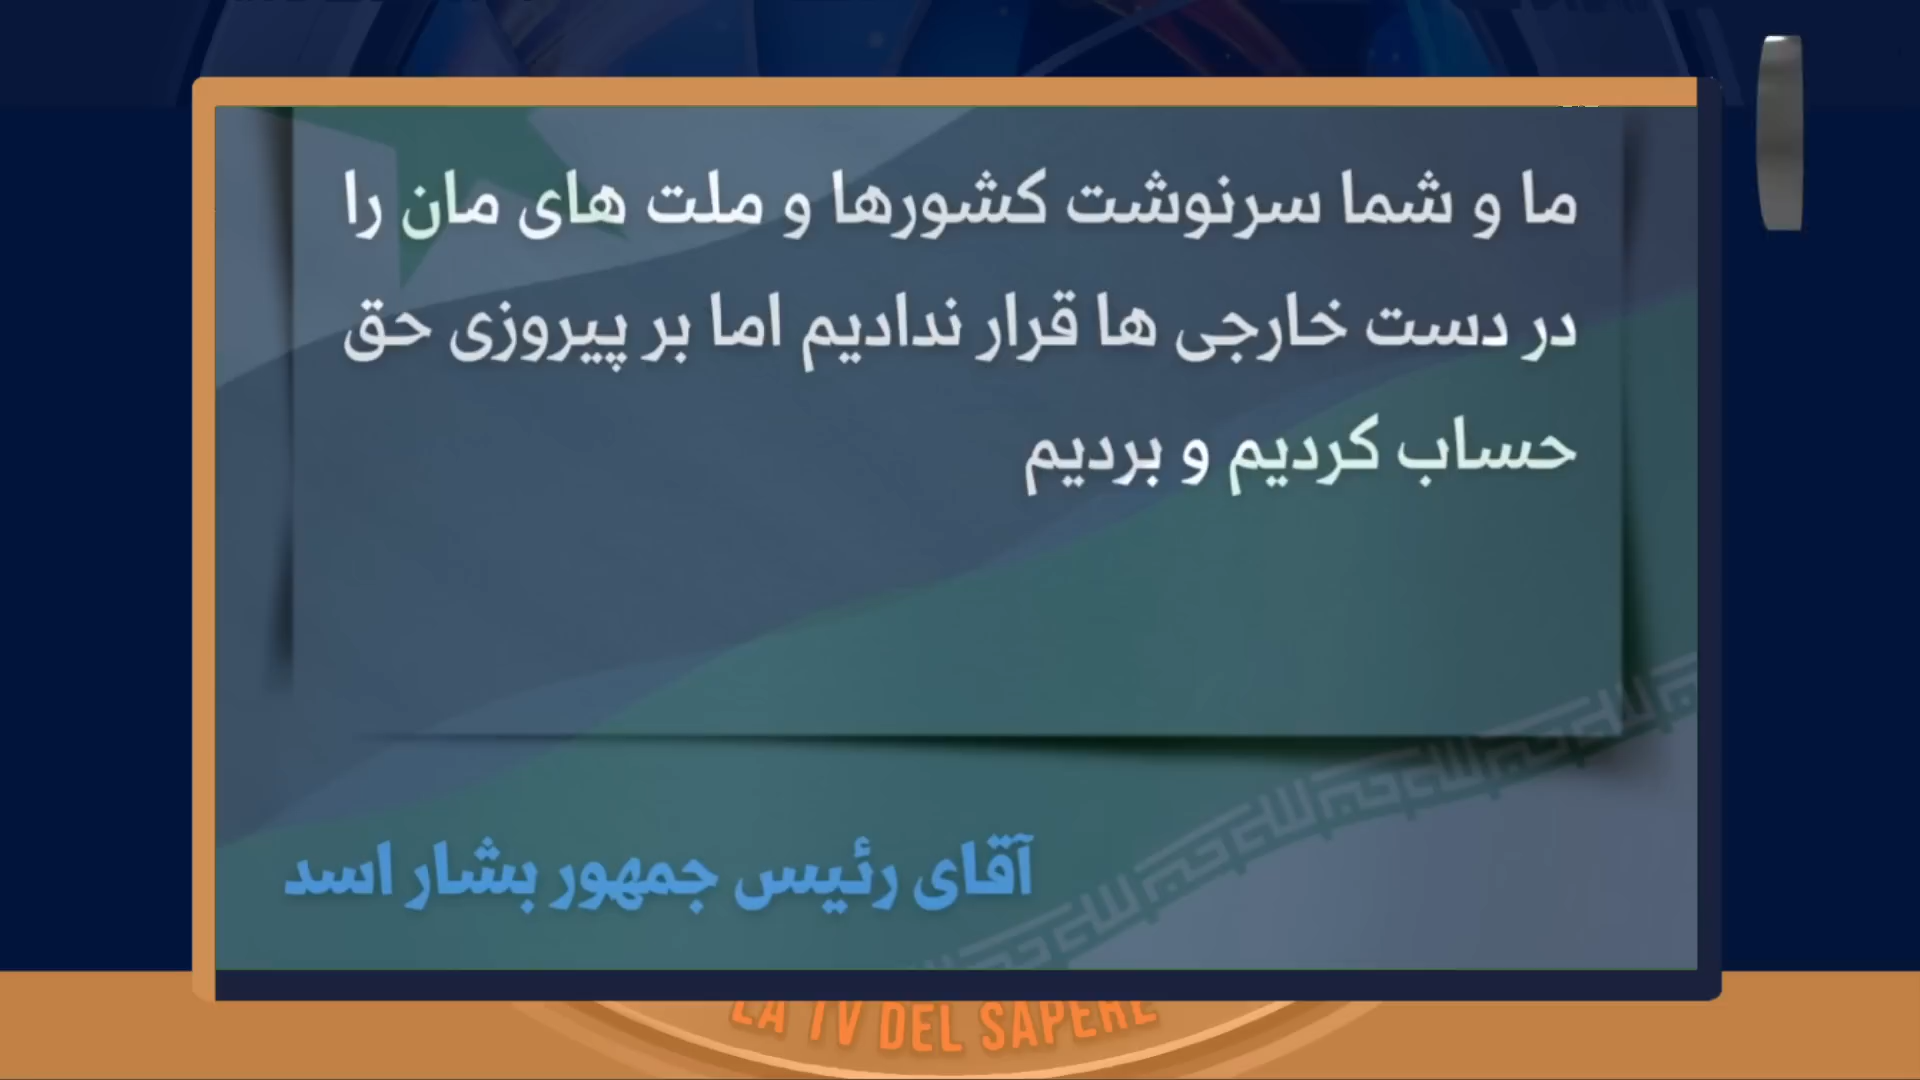 ما و شما سرنوشت کشورها و ملت های مان را
در دست خارجی ها قرار ندادیم اما بر پیروزی حق
حساب کردیم و بردیم
آقای رئیس جمهور بشار اسد
LA TV DEL SAPERE